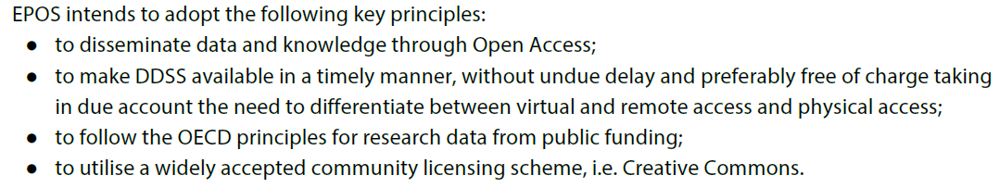 EPOS intends to adopt the following key principles:
● to disseminate data and knowledge through Open Access;
● to make DDSS available in a timely manner, without undue delay and preferably free of charge taking
in due account the need to differentiate between virtual and remote access and physical access;
● to follow the OECD principles for research data from public funding;
● to utilise a widely accepted community licensing scheme, i.e. Creative Commons.